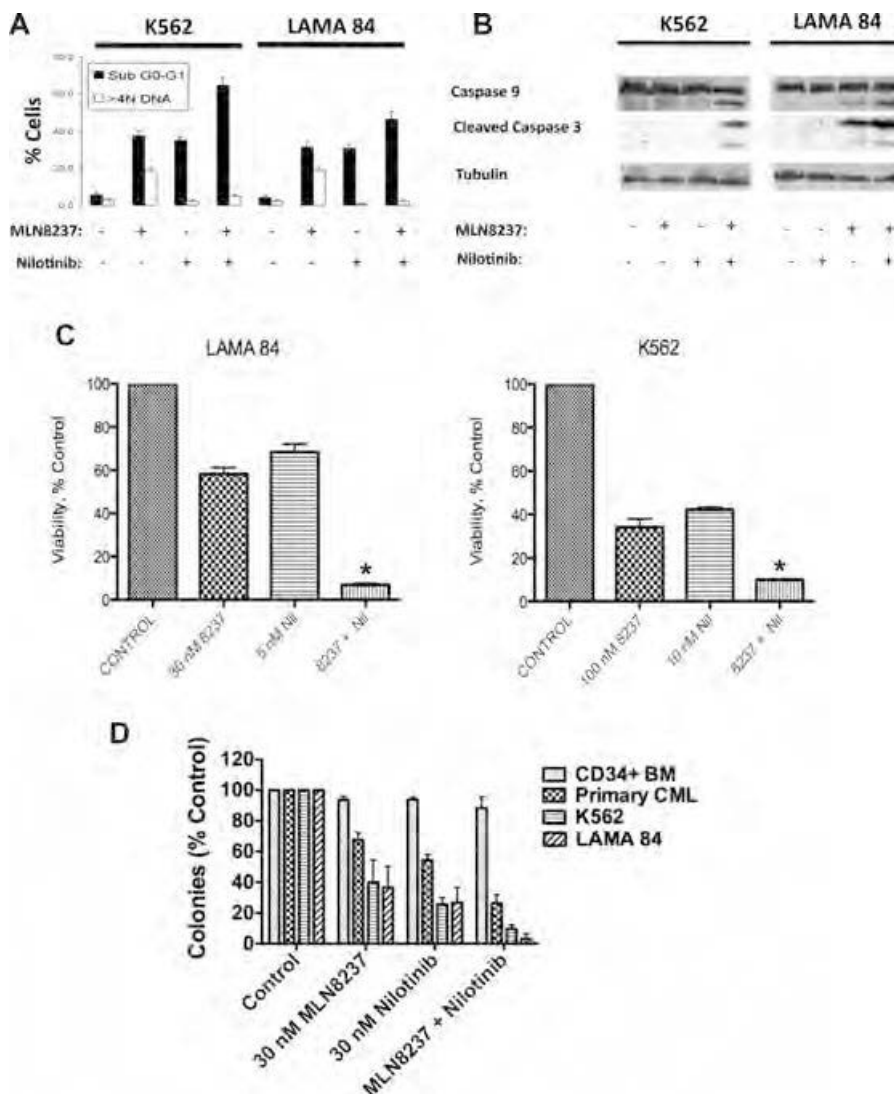 A
K562
LAMA 84
Sub G0-G1
>4N DNA
% Cells
MLN8237: - + - + - + - +
Nilotinib: - - + + - - + +
B
K562
LAMA 84
Caspase 9
Cleaved Caspase 3
Tubulin
MLN8237: - + - + - - + +
Nilotinib: - - + + - + - +
C
LAMA 84
Viability, % Control
100
80
60
40
20
0
*
CONTROL
5 nM Nil
8237 + Nil
K562
Viability, % Control
100
80
60
40
20
0
*
CONTROL
100 nM 8237
10 nM Nil
8237 + Nil
D
Colonies (% Control)
120
100
80
60
40
20
0
Control
30 nM MLN8237
30 nM Nilotinib
MLN8237 + Nilotinib
CD34+ BM
Primary CML
K562
LAMA 84